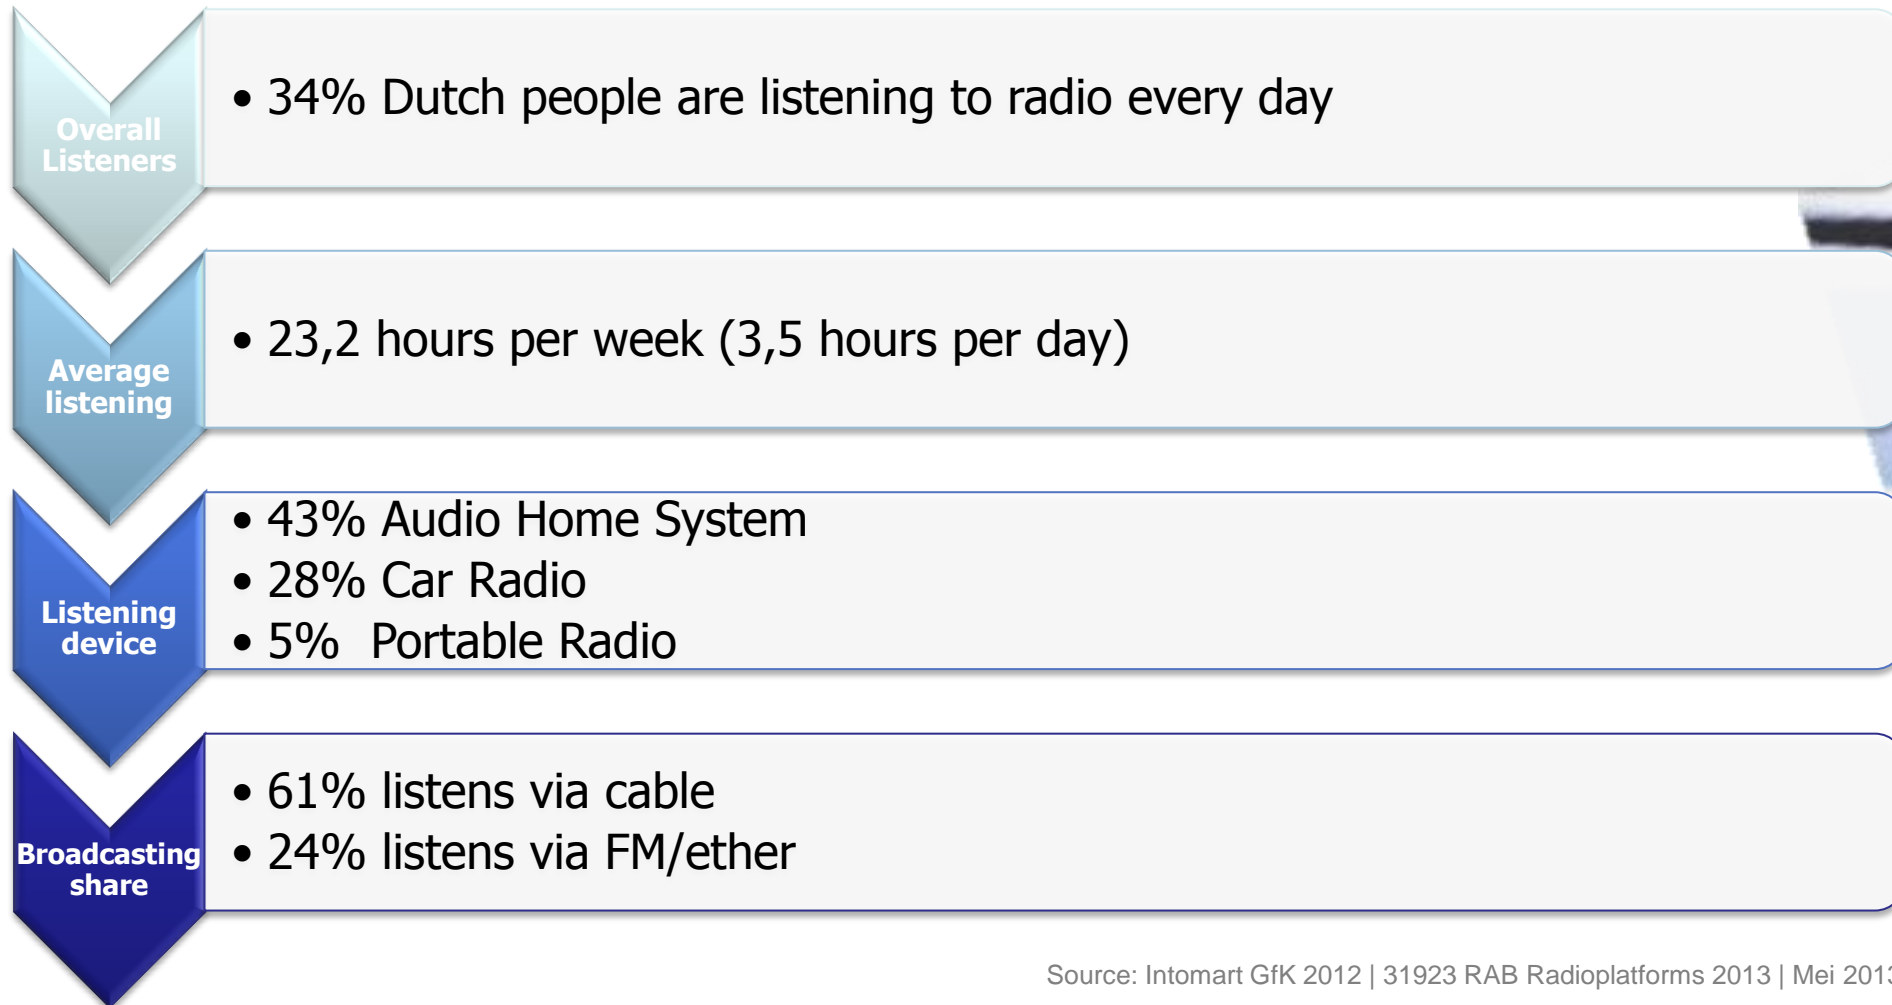 Overall
Listeners
• 34% Dutch people are listening to radio every day
Average
listening
• 23,2 hours per week (3,5 hours per day)
Listening
device
• 43% Audio Home System
• 28% Car Radio
• 5%  Portable Radio
Broadcasting
share
• 61% listens via cable
• 24% listens via FM/ether
Source: Intomart GfK 2012 | 31923 RAB Radioplatforms 2013 | Mei 2013